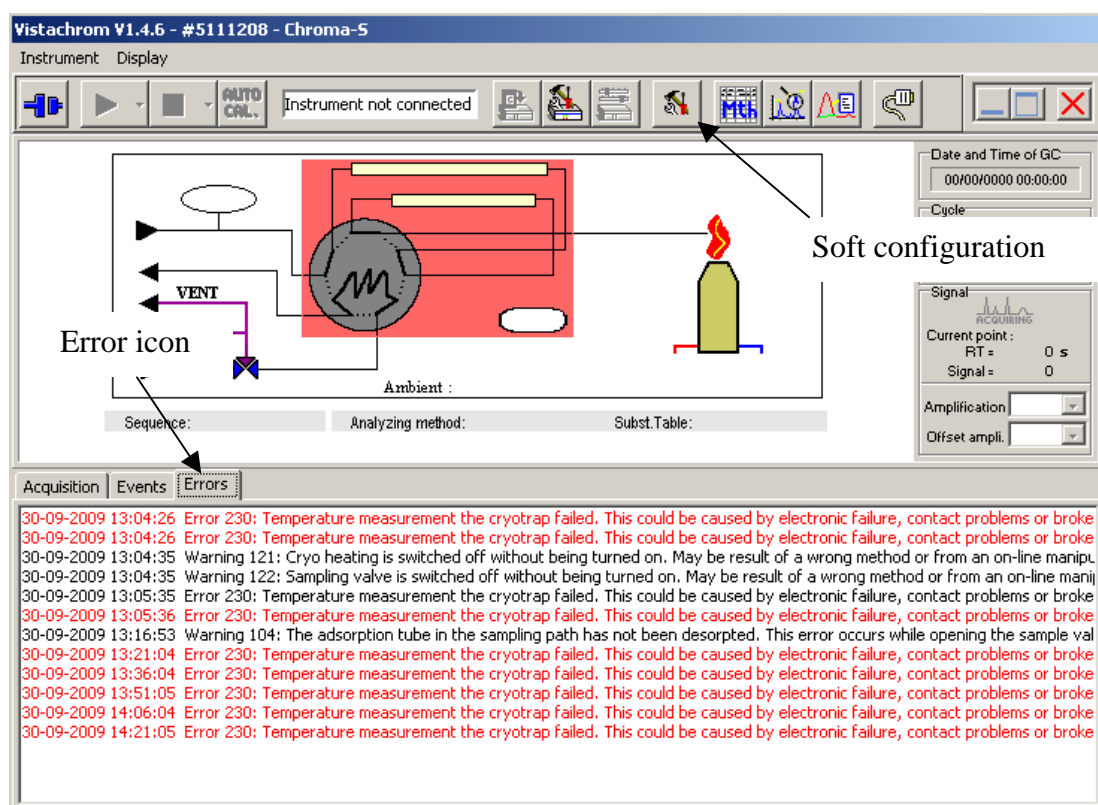 Vistachrom V1.4.6 - #5111208 - Chroma-S
Instrument Display
AUTO CAL. Instrument not connected Mth
Date and Time of GC
00/00/0000 00:00:00
Cycle
Soft configuration
VENT
Error icon
Signal
ACQUIRING
Current point :
RT = 0 s
Signal = 0
Ambient :
Amplification
Offset ampli.
Sequence: Analyzing method: Subst.Table:
Acquisition Events Errors
30-09-2009 13:04:26 Error 230: Temperature measurement the cryotrap failed. This could be caused by electronic failure, contact problems or broke
30-09-2009 13:04:26 Error 230: Temperature measurement the cryotrap failed. This could be caused by electronic failure, contact problems or broke
30-09-2009 13:04:35 Warning 121: Cryo heating is switched off without being turned on. May be result of a wrong method or from an on-line manipu
30-09-2009 13:04:35 Warning 122: Sampling valve is switched off without being turned on. May be result of a wrong method or from an on-line manip
30-09-2009 13:05:35 Error 230: Temperature measurement the cryotrap failed. This could be caused by electronic failure, contact problems or broke
30-09-2009 13:05:36 Error 230: Temperature measurement the cryotrap failed. This could be caused by electronic failure, contact problems or broke
30-09-2009 13:16:53 Warning 104: The adsorption tube in the sampling path has not been desorpted. This error occurs while opening the sample val
30-09-2009 13:21:04 Error 230: Temperature measurement the cryotrap failed. This could be caused by electronic failure, contact problems or broke
30-09-2009 13:36:04 Error 230: Temperature measurement the cryotrap failed. This could be caused by electronic failure, contact problems or broke
30-09-2009 13:51:05 Error 230: Temperature measurement the cryotrap failed. This could be caused by electronic failure, contact problems or broke
30-09-2009 14:06:04 Error 230: Temperature measurement the cryotrap failed. This could be caused by electronic failure, contact problems or broke
30-09-2009 14:21:05 Error 230: Temperature measurement the cryotrap failed. This could be caused by electronic failure, contact problems or broke